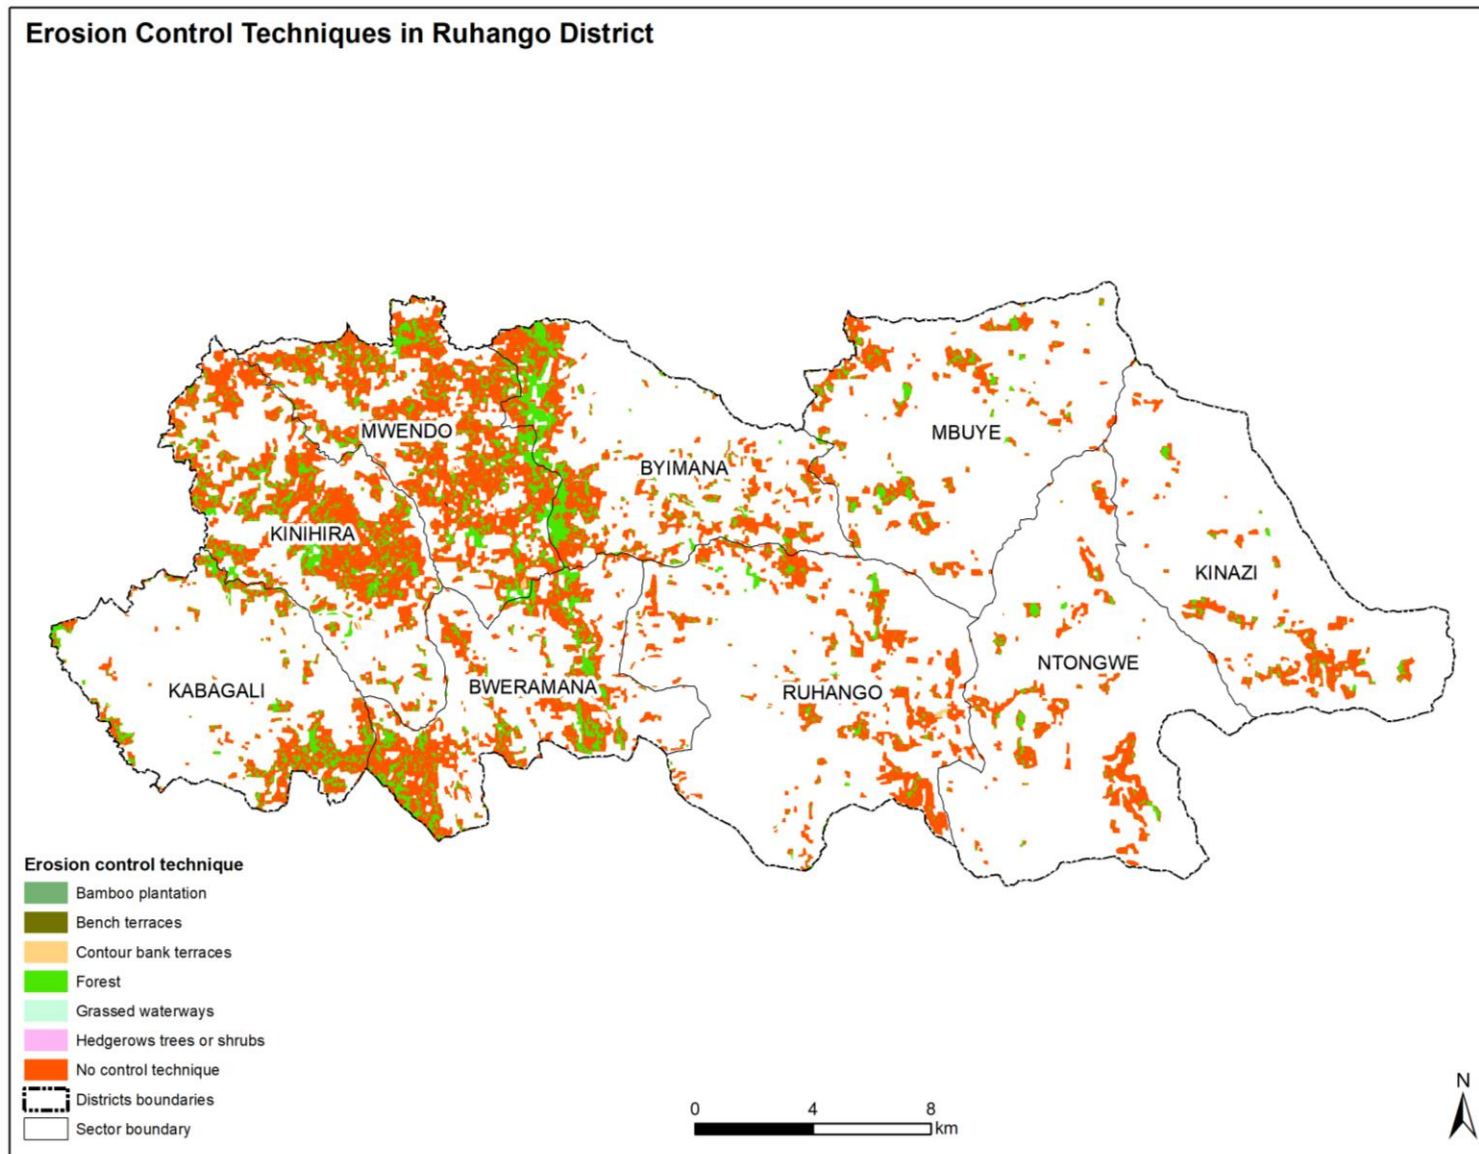 Erosion Control Techniques in Ruhango District
MWENDO
MBUYE
BYIMANA
KINIHIRA
KINAZI
NTONGWE
KABAGALI
BWERAMANA
RUHANGO
Erosion control technique
Bamboo plantation
Bench terraces
Contour bank terraces
Forest
Grassed waterways
Hedgerows trees or shrubs
No control technique
Districts boundaries
Sector boundary
0 4 8
km
N